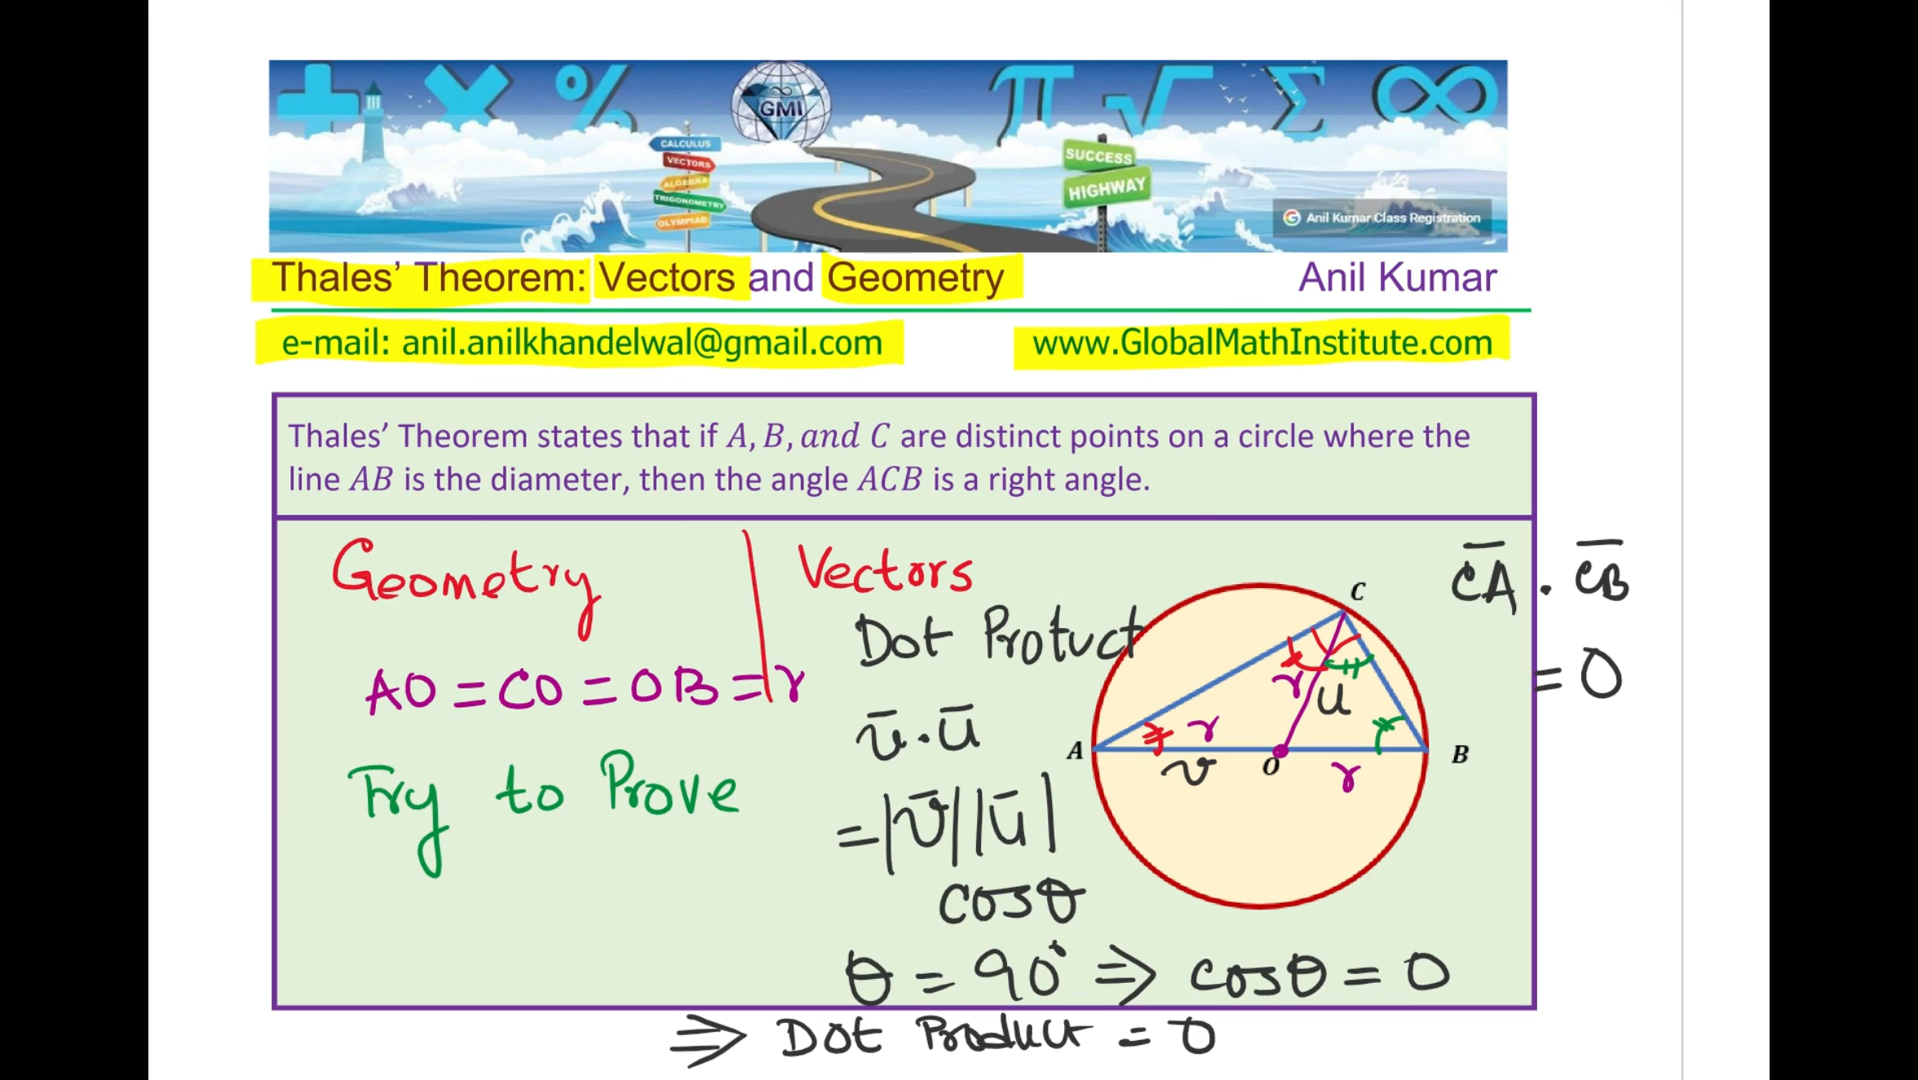 GMI
CALCULUS
VECTORS
ALGEBRA
TRIGONOMETRY
OLYMPIAD
SUCCESS
HIGHWAY
Anil Kumar Class Registration
Thales’ Theorem: Vectors and Geometry Anil Kumar
e-mail: anil.anilkhandelwal@gmail.com www.GlobalMathInstitute.com
Thales’ Theorem states that if A, B, and C are distinct points on a circle where the
line AB is the diameter, then the angle ACB is a right angle.
Geometry
AO = CO = OB = r
Try to Prove
Vectors
Dot Protuct
v̅ · u̅
= |v̅| |u̅|
cosθ
θ = 90° ⇒ cosθ = 0
⇒ Dot Product = 0
C
r
u
A
r
v
O
r
B
C̅A̅ · C̅B̅
= 0